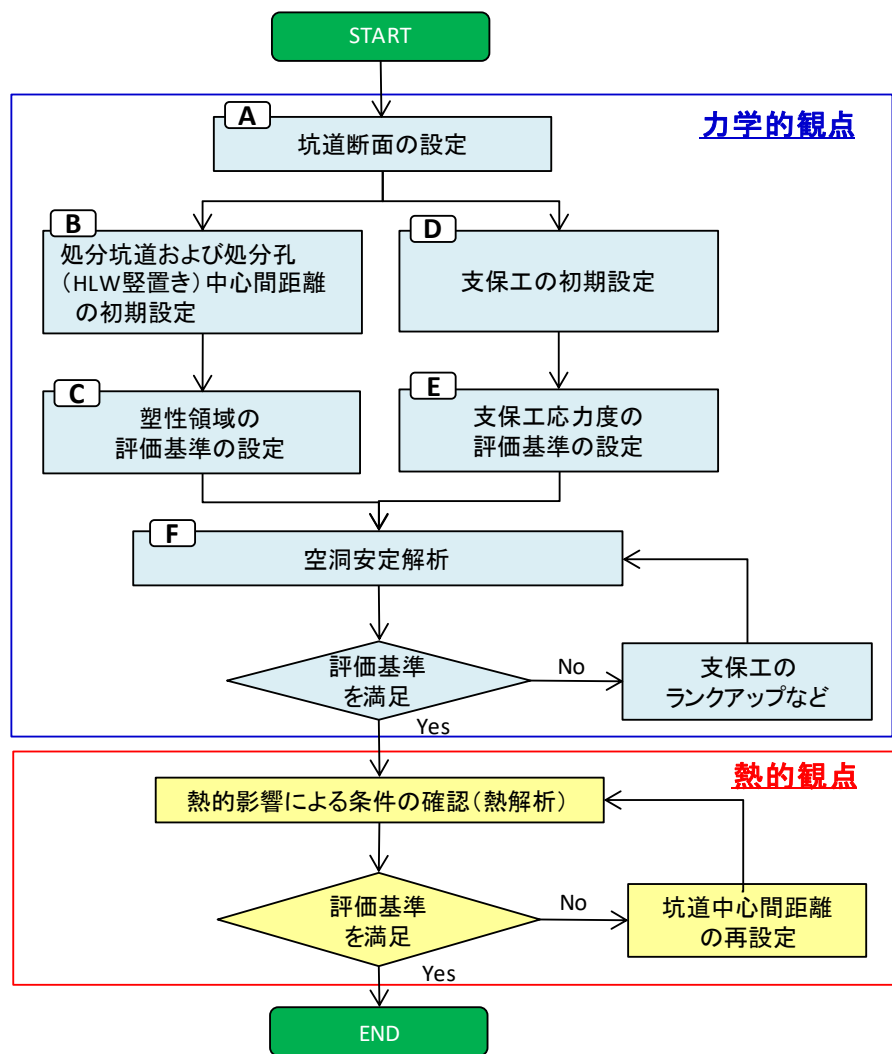 START
力学的観点
A
坑道断面の設定
B
処分坑道および処分孔
(HLW竪置き)中心間距離
の初期設定
D
支保工の初期設定
C
塑性領域の
評価基準の設定
E
支保工応力度の
評価基準の設定
F
空洞安定解析
評価基準
を満足
No
支保工の
ランクアップなど
Yes
熱的観点
熱的影響による条件の確認(熱解析)
評価基準
を満足
No
坑道中心間距離
の再設定
Yes
END